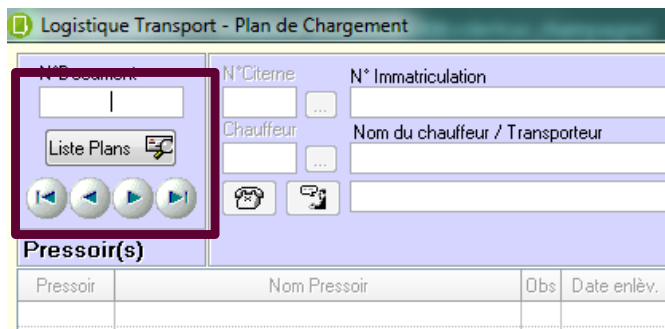 Logistique Transport - Plan de Chargement
N°Document
N°Citerne
N° Immatriculation
...
Liste Plans
Chauffeur
Nom du chauffeur / Transporteur
...
Pressoir(s)
Pressoir Nom Pressoir Obs Date enlèv.